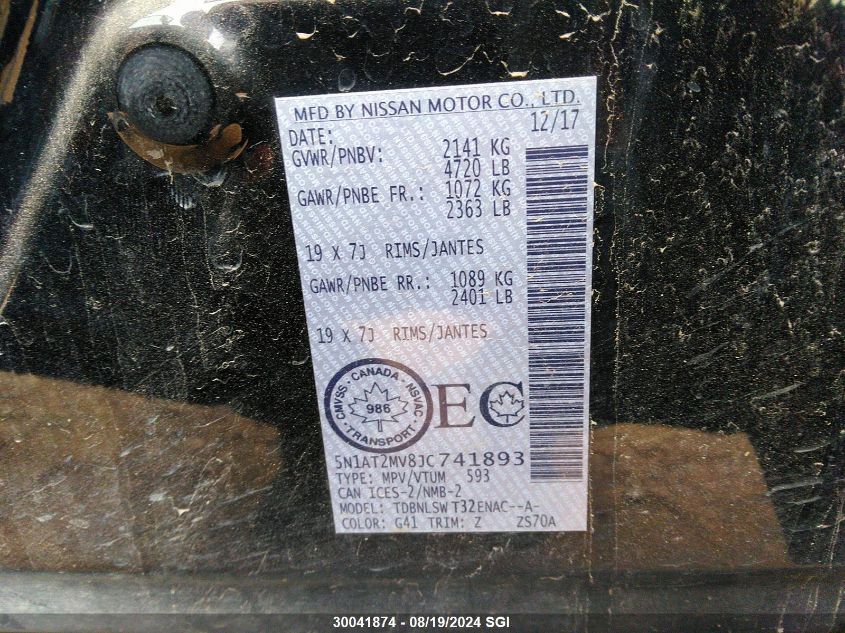 MFD BY NISSAN MOTOR CO., LTD.
DATE: 12/17
GVWR/PNBV: 2141 KG
4720 LB
GAWR/PNBE FR.: 1072 KG
2363 LB
19 X 7J RIMS/JANTES
GAWR/PNBE RR.: 1089 KG
2401 LB
19 X 7J RIMS/JANTES
CMVSS · CANADA · NSVAC · TRANSPORT ·
986
EC
5N1AT2MV8JC741893
TYPE: MPV/VTUM 593
CAN ICES-2/NMB-2
MODEL: TDBNLSW T32ENAC--A-
COLOR: G41 TRIM: Z ZS70A
30041874 - 08/19/2024 SGI